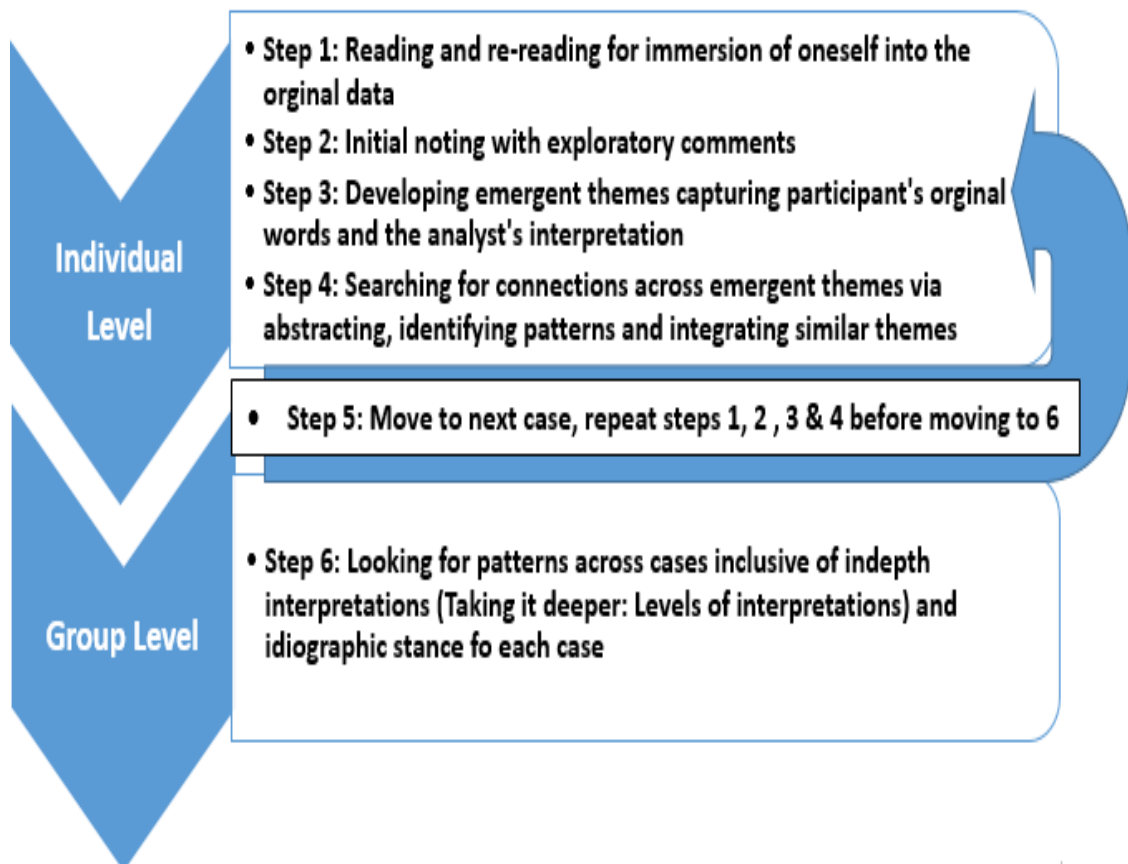 • Step 1: Reading and re-reading for immersion of oneself into the
orginal data
• Step 2: Initial noting with exploratory comments
• Step 3: Developing emergent themes capturing participant's orginal
words and the analyst's interpretation
• Step 4: Searching for connections across emergent themes via
abstracting, identifying patterns and integrating similar themes
Individual
Level
• Step 5: Move to next case, repeat steps 1, 2 , 3 & 4 before moving to 6
• Step 6: Looking for patterns across cases inclusive of indepth
interpretations (Taking it deeper: Levels of interpretations) and
idiographic stance fo each case
Group Level